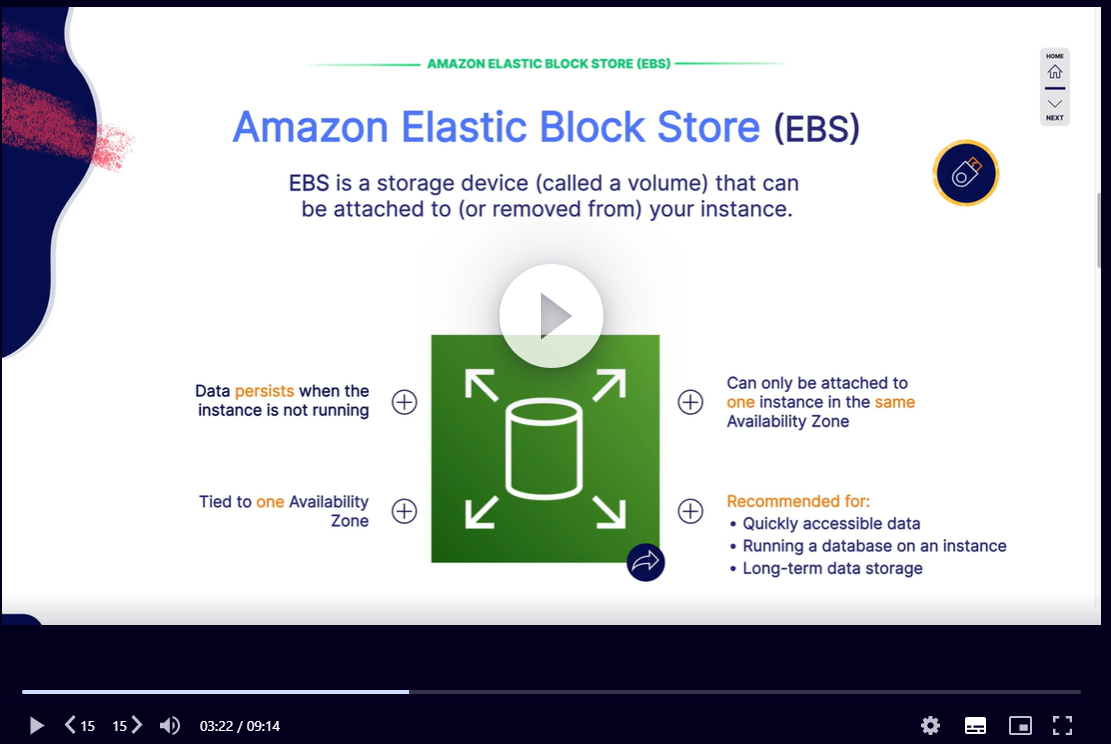 AMAZON ELASTIC BLOCK STORE (EBS)
HOME
NEXT
Amazon Elastic Block Store (EBS)
EBS is a storage device (called a volume) that can
be attached to (or removed from) your instance.
Data persists when the
instance is not running
Tied to one Availability
Zone
Can only be attached to
one instance in the same
Availability Zone
Recommended for:
• Quickly accessible data
• Running a database on an instance
• Long-term data storage
15 15 03:22 / 09:14